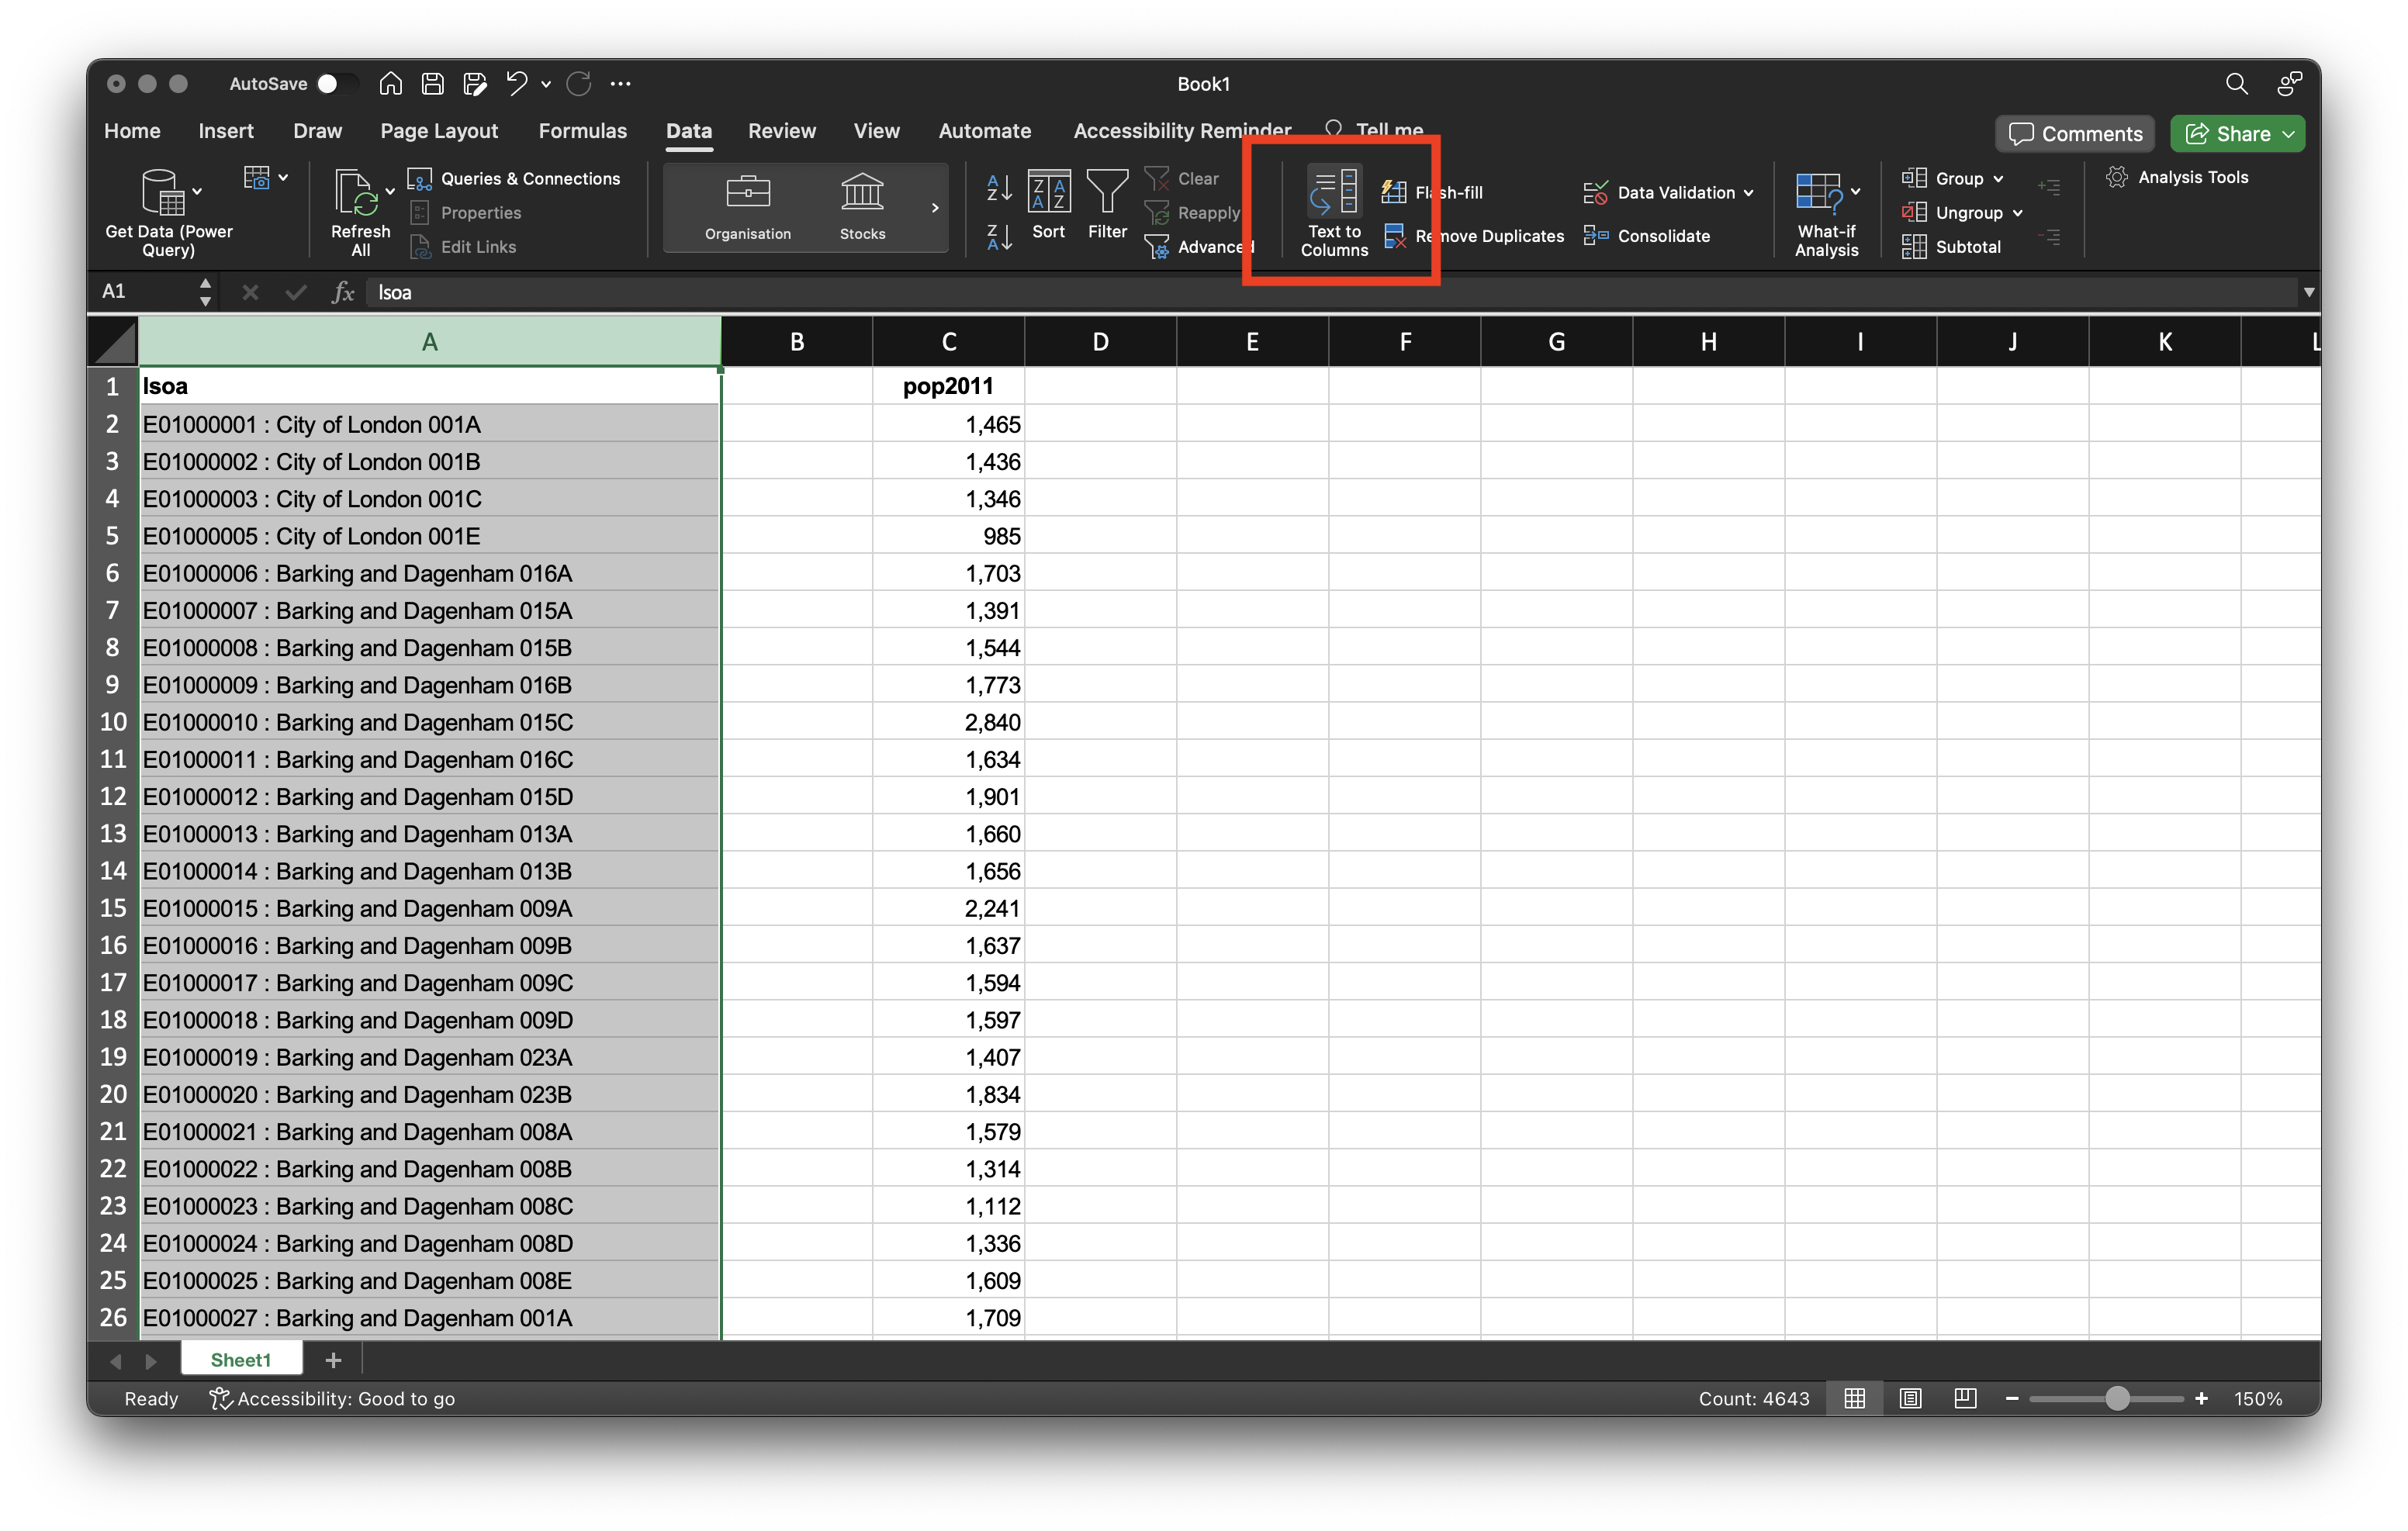 AutoSave
Book1
Home Insert Draw Page Layout Formulas Data Review View Automate Accessibility Reminder Tell me
Comments Share
Get Data (Power Query)
Refresh All
Queries & Connections
Properties
Edit Links
Organisation Stocks
A Z
Z A
Z A A Z
Sort Filter
Clear
Reapply
Advanced
Text to Columns
Flash-fill
Remove Duplicates
Data Validation
Consolidate
What-if Analysis
Group
Ungroup
Subtotal
Analysis Tools
A1 fx lsoa
A B C D E F G H I J K L
1 lsoa pop2011
2 E01000001 : City of London 001A 1,465
3 E01000002 : City of London 001B 1,436
4 E01000003 : City of London 001C 1,346
5 E01000005 : City of London 001E 985
6 E01000006 : Barking and Dagenham 016A 1,703
7 E01000007 : Barking and Dagenham 015A 1,391
8 E01000008 : Barking and Dagenham 015B 1,544
9 E01000009 : Barking and Dagenham 016B 1,773
10 E01000010 : Barking and Dagenham 015C 2,840
11 E01000011 : Barking and Dagenham 016C 1,634
12 E01000012 : Barking and Dagenham 015D 1,901
13 E01000013 : Barking and Dagenham 013A 1,660
14 E01000014 : Barking and Dagenham 013B 1,656
15 E01000015 : Barking and Dagenham 009A 2,241
16 E01000016 : Barking and Dagenham 009B 1,637
17 E01000017 : Barking and Dagenham 009C 1,594
18 E01000018 : Barking and Dagenham 009D 1,597
19 E01000019 : Barking and Dagenham 023A 1,407
20 E01000020 : Barking and Dagenham 023B 1,834
21 E01000021 : Barking and Dagenham 008A 1,579
22 E01000022 : Barking and Dagenham 008B 1,314
23 E01000023 : Barking and Dagenham 008C 1,112
24 E01000024 : Barking and Dagenham 008D 1,336
25 E01000025 : Barking and Dagenham 008E 1,609
26 E01000027 : Barking and Dagenham 001A 1,709
Sheet1
Ready Accessibility: Good to go Count: 4643 150%